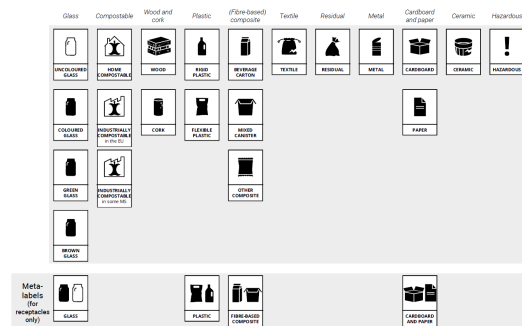 Glass
Compostable
Wood and
cork
Plastic
(Fibre-based)
composite
Textile
Residual
Metal
Cardboard
and paper
Ceramic
Hazardous
UNCOLOURED
GLASS
HOME
COMPOSTABLE
WOOD
RIGID
PLASTIC
BEVERAGE
CARTON
TEXTILE
RESIDUAL
METAL
CARDBOARD
CERAMIC
HAZARDOUS
COLOURED
GLASS
INDUSTRIALLY
COMPOSTABLE
in the EU
CORK
FLEXIBLE
PLASTIC
MIXED
CANISTER
PAPER
GREEN
GLASS
INDUSTRIALLY
COMPOSTABLE
in some MS
OTHER
COMPOSITE
BROWN
GLASS
Meta-
labels
(for
receptacles
only)
GLASS
PLASTIC
FIBRE-BASED
COMPOSITE
CARDBOARD
AND PAPER